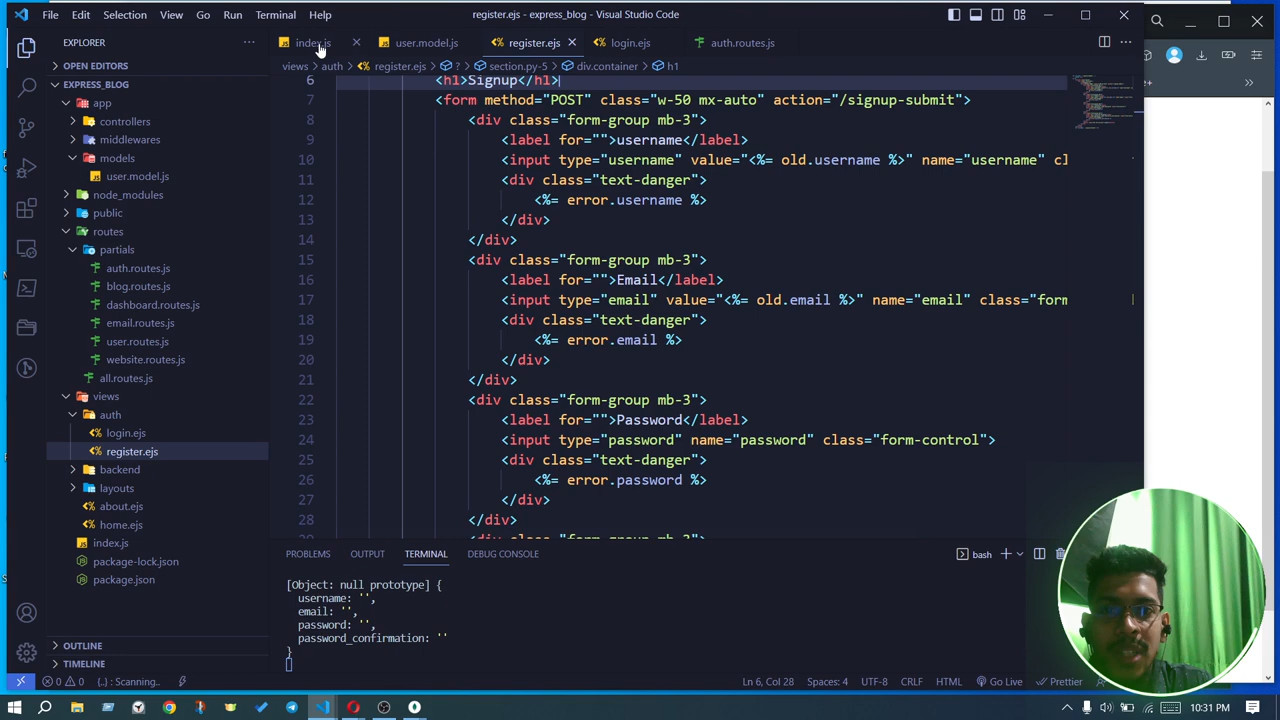 File Edit Selection View Go Run Terminal Help
register.ejs - express_blog - Visual Studio Code
EXPLORER
index.js
user.model.js
register.ejs
login.ejs
auth.routes.js
OPEN EDITORS
views > auth > register.ejs > ? > section.py-5 > div.container > h1
EXPRESS_BLOG
app
controllers
middlewares
models
user.model.js
node_modules
public
routes
partials
auth.routes.js
blog.routes.js
dashboard.routes.js
email.routes.js
user.routes.js
website.routes.js
all.routes.js
views
auth
login.ejs
register.ejs
backend
layouts
about.ejs
home.ejs
index.js
package-lock.json
package.json
OUTLINE
TIMELINE
6 <h1>Signup</h1>
7 <form method="POST" class="w-50 mx-auto" action="/signup-submit">
8 <div class="form-group mb-3">
9 <label for="">username</label>
10 <input type="username" value="<%= old.username %>" name="username" cl
11 <div class="text-danger">
12 <%= error.username %>
13 </div>
14 </div>
15 <div class="form-group mb-3">
16 <label for="">Email</label>
17 <input type="email" value="<%= old.email %>" name="email" class="form
18 <div class="text-danger">
19 <%= error.email %>
20 </div>
21 </div>
22 <div class="form-group mb-3">
23 <label for="">Password</label>
24 <input type="password" name="password" class="form-control">
25 <div class="text-danger">
26 <%= error.password %>
27 </div>
28 </div>
PROBLEMS OUTPUT TERMINAL DEBUG CONSOLE
bash
[Object: null prototype] {
username: '',
email: '',
password: '',
password_confirmation: ''
}
0 0 {..} : Scanning.. Ln 6, Col 28 Spaces: 4 UTF-8 CRLF HTML Go Live Prettier
10:31 PM